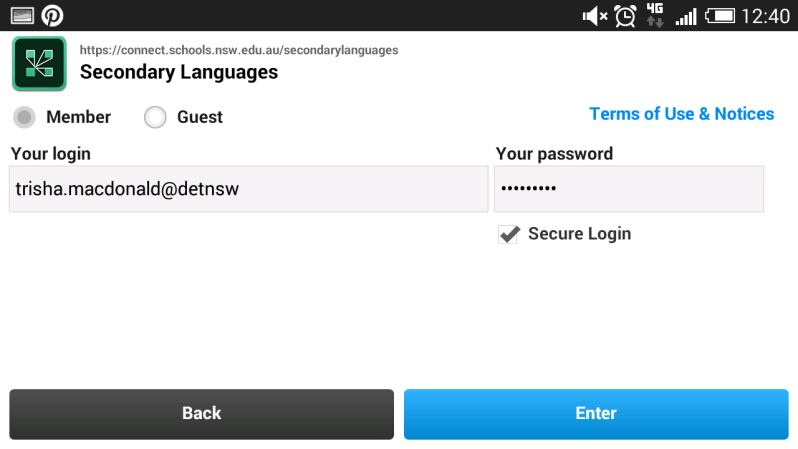 4G 12:40
https://connect.schools.nsw.edu.au/secondarylanguages
Secondary Languages
Member Guest Terms of Use & Notices
Your login Your password
trisha.macdonald@detnsw •••••••••
Secure Login
Back Enter